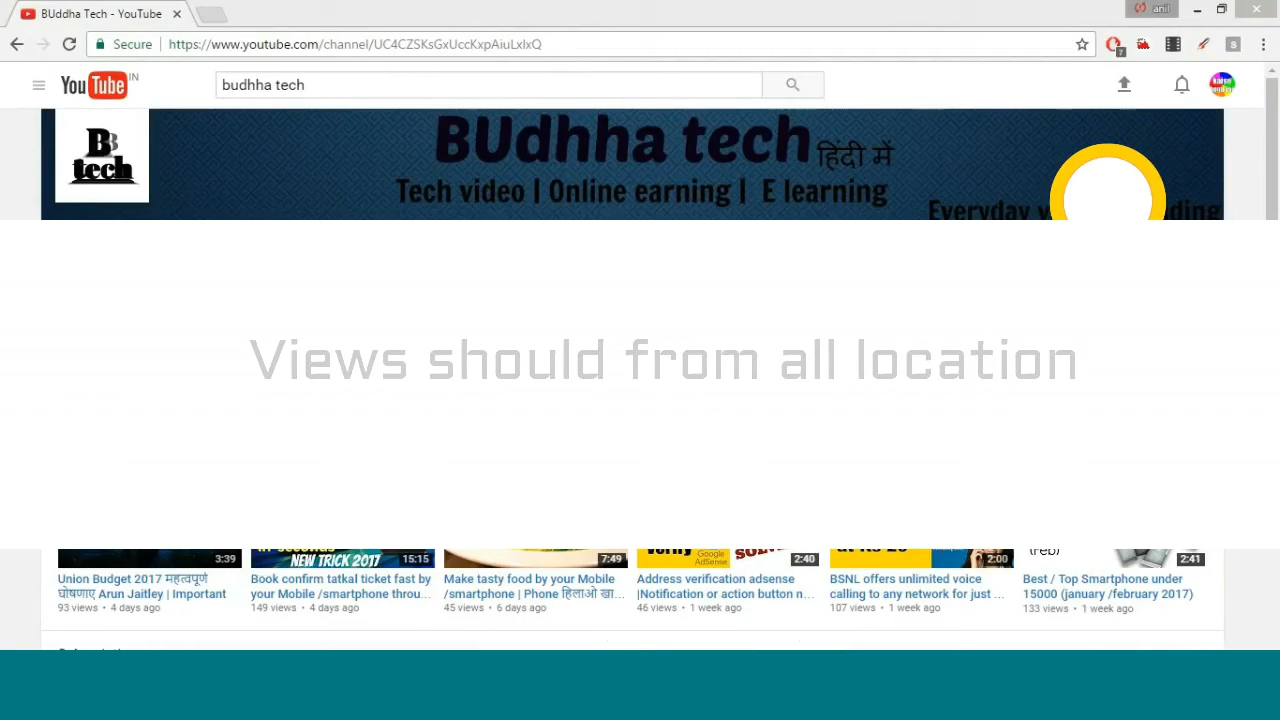 BUddha Tech - YouTube
anil
Secure
https://www.youtube.com/channel/UC4CZSKsGxUccKxpAiuLxlxQ
7
S
YouTube IN
budhha tech
BB
tech
BUdhha tech हिंदी में
Tech video | Online earning | E learning
Everyday
Views should from all location
3:39
NEW TRICK 2017
15:15
7:49
Google
AdSense
2:40
2:00
(Feb)
2:41
Union Budget 2017 महत्वपूर्ण
घोषणाए Arun Jaitley | Important
93 views • 4 days ago
Book confirm tatkal ticket fast by
your Mobile /smartphone throu...
149 views • 4 days ago
Make tasty food by your Mobile
/smartphone | Phone हिलाओ खा...
45 views • 6 days ago
Address verification adsense
|Notification or action button n...
46 views • 1 week ago
BSNL offers unlimited voice
calling to any network for just ...
107 views • 1 week ago
Best / Top Smartphone under
15000 (january /february 2017)
133 views • 1 week ago